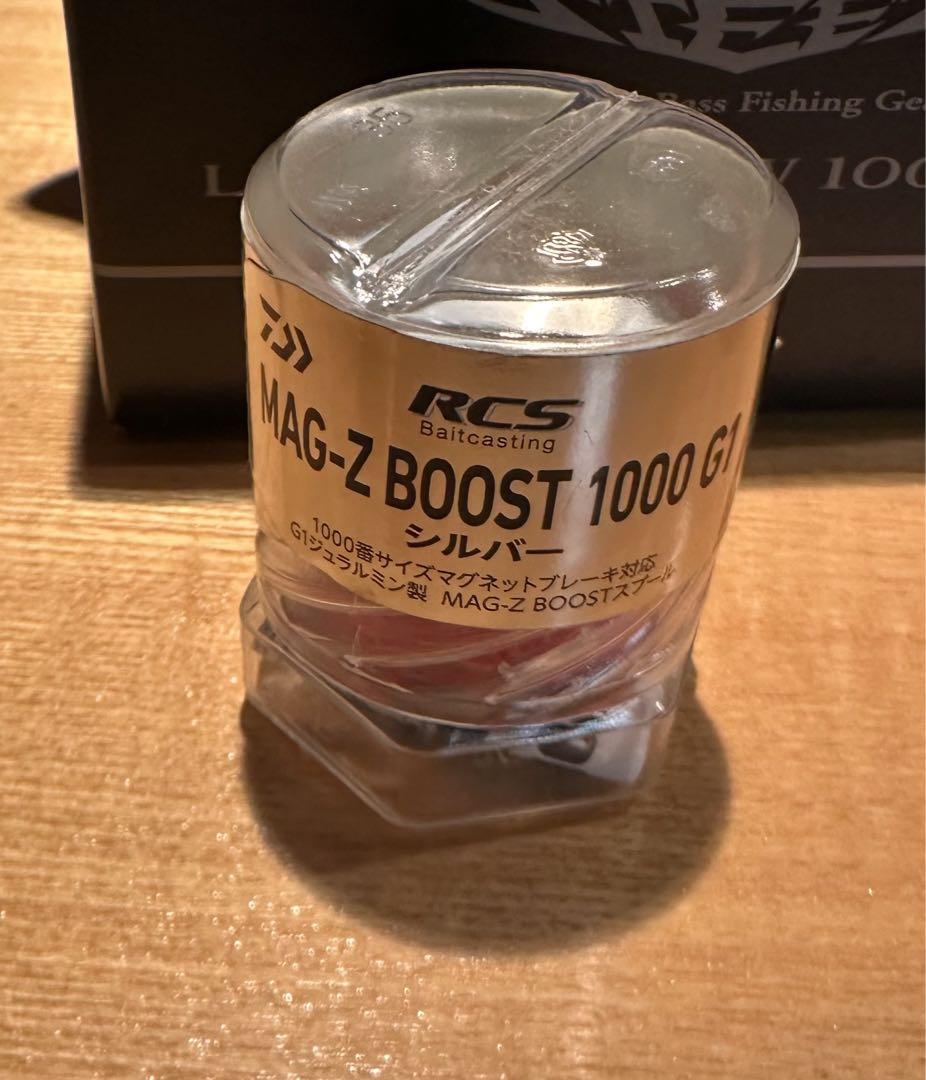 Bass Fishing Gea
100
RCS
Baitcasting
MAG-Z BOOST 1000 G1
シルバー
1000番サイズマグネットブレーキ対応
G1ジュラルミン製 MAG-Z BOOSTスプール